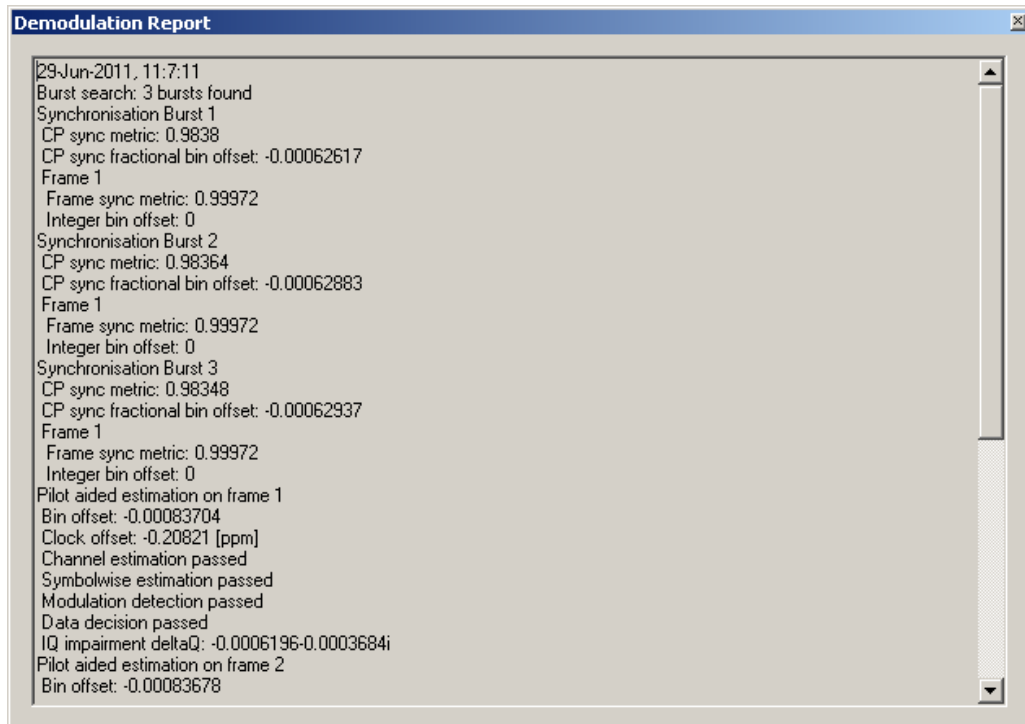 Demodulation Report
29-Jun-2011, 11:7:11
Burst search: 3 bursts found
Synchronisation Burst 1
CP sync metric: 0.9838
CP sync fractional bin offset: -0.00062617
Frame 1
Frame sync metric: 0.99972
Integer bin offset: 0
Synchronisation Burst 2
CP sync metric: 0.98364
CP sync fractional bin offset: -0.00062883
Frame 1
Frame sync metric: 0.99972
Integer bin offset: 0
Synchronisation Burst 3
CP sync metric: 0.98348
CP sync fractional bin offset: -0.00062937
Frame 1
Frame sync metric: 0.99972
Integer bin offset: 0
Pilot aided estimation on frame 1
Bin offset: -0.00083704
Clock offset: -0.20821 [ppm]
Channel estimation passed
Symbolwise estimation passed
Modulation detection passed
Data decision passed
IQ impairment deltaQ: -0.0006196-0.0003684i
Pilot aided estimation on frame 2
Bin offset: -0.00083678